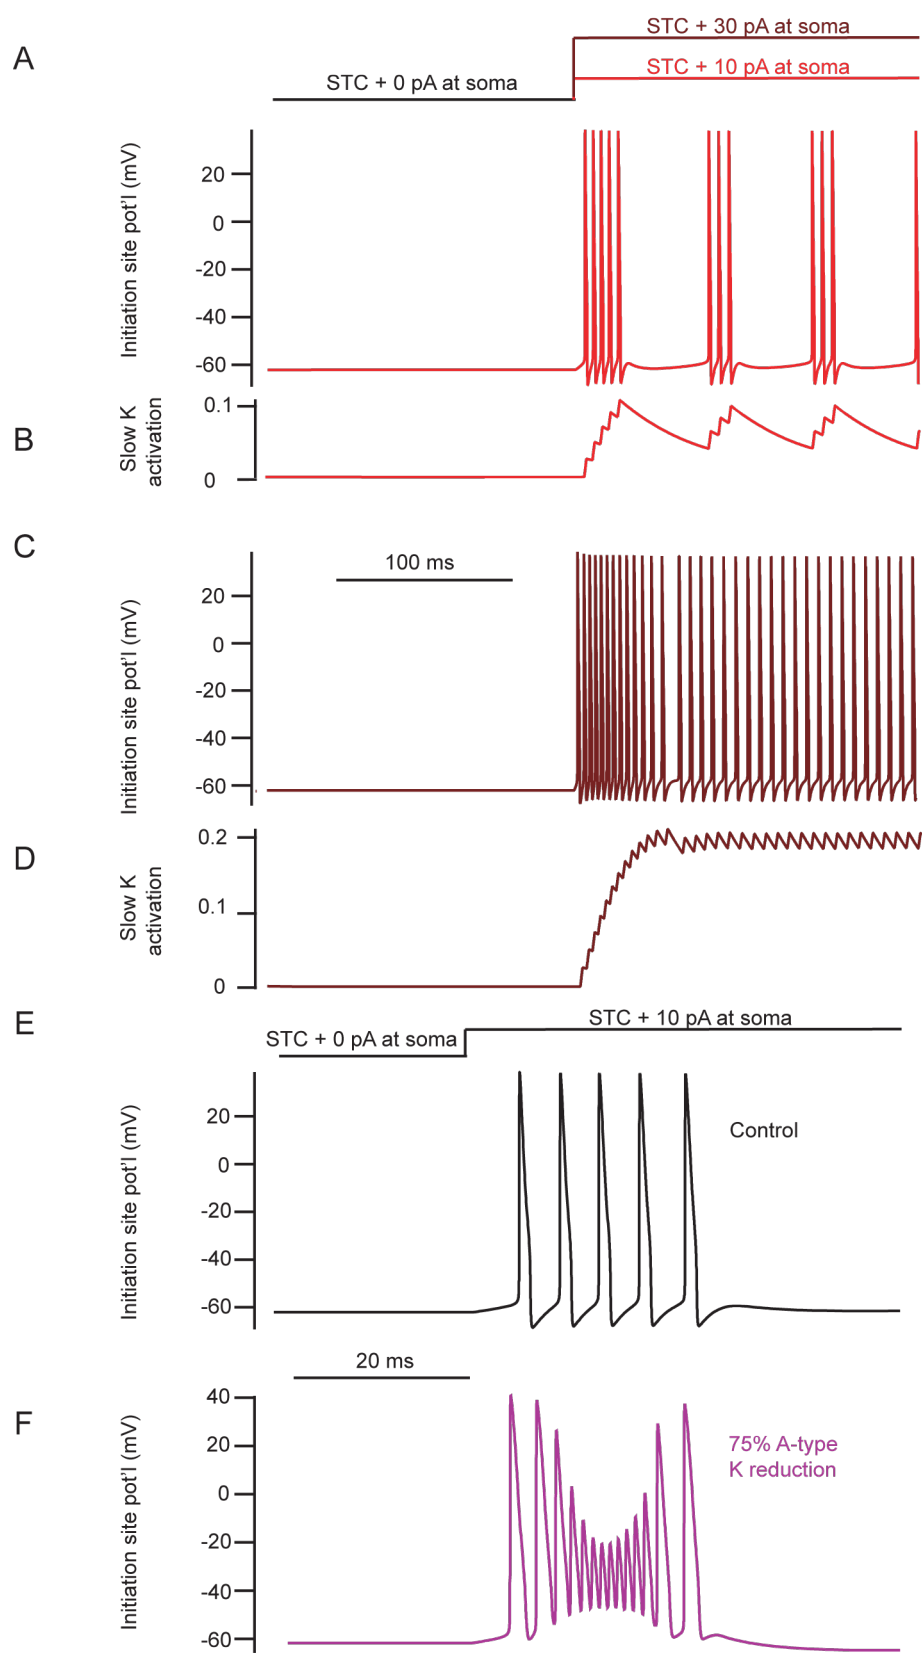 A
STC + 30 pA at soma
STC + 10 pA at soma
STC + 0 pA at soma
Initiation site pot'l (mV)
20
0
-20
-40
-60
B
Slow K
activation
0.1
0
C
100 ms
Initiation site pot'l (mV)
20
0
-20
-40
-60
D
Slow K
activation
0.2
0.1
0
E
STC + 10 pA at soma
STC + 0 pA at soma
Initiation site pot'l (mV)
20
0
-20
-40
-60
Control
20 ms
F
Initiation site pot'l (mV)
40
20
0
-20
-40
-60
75% A-type
K reduction